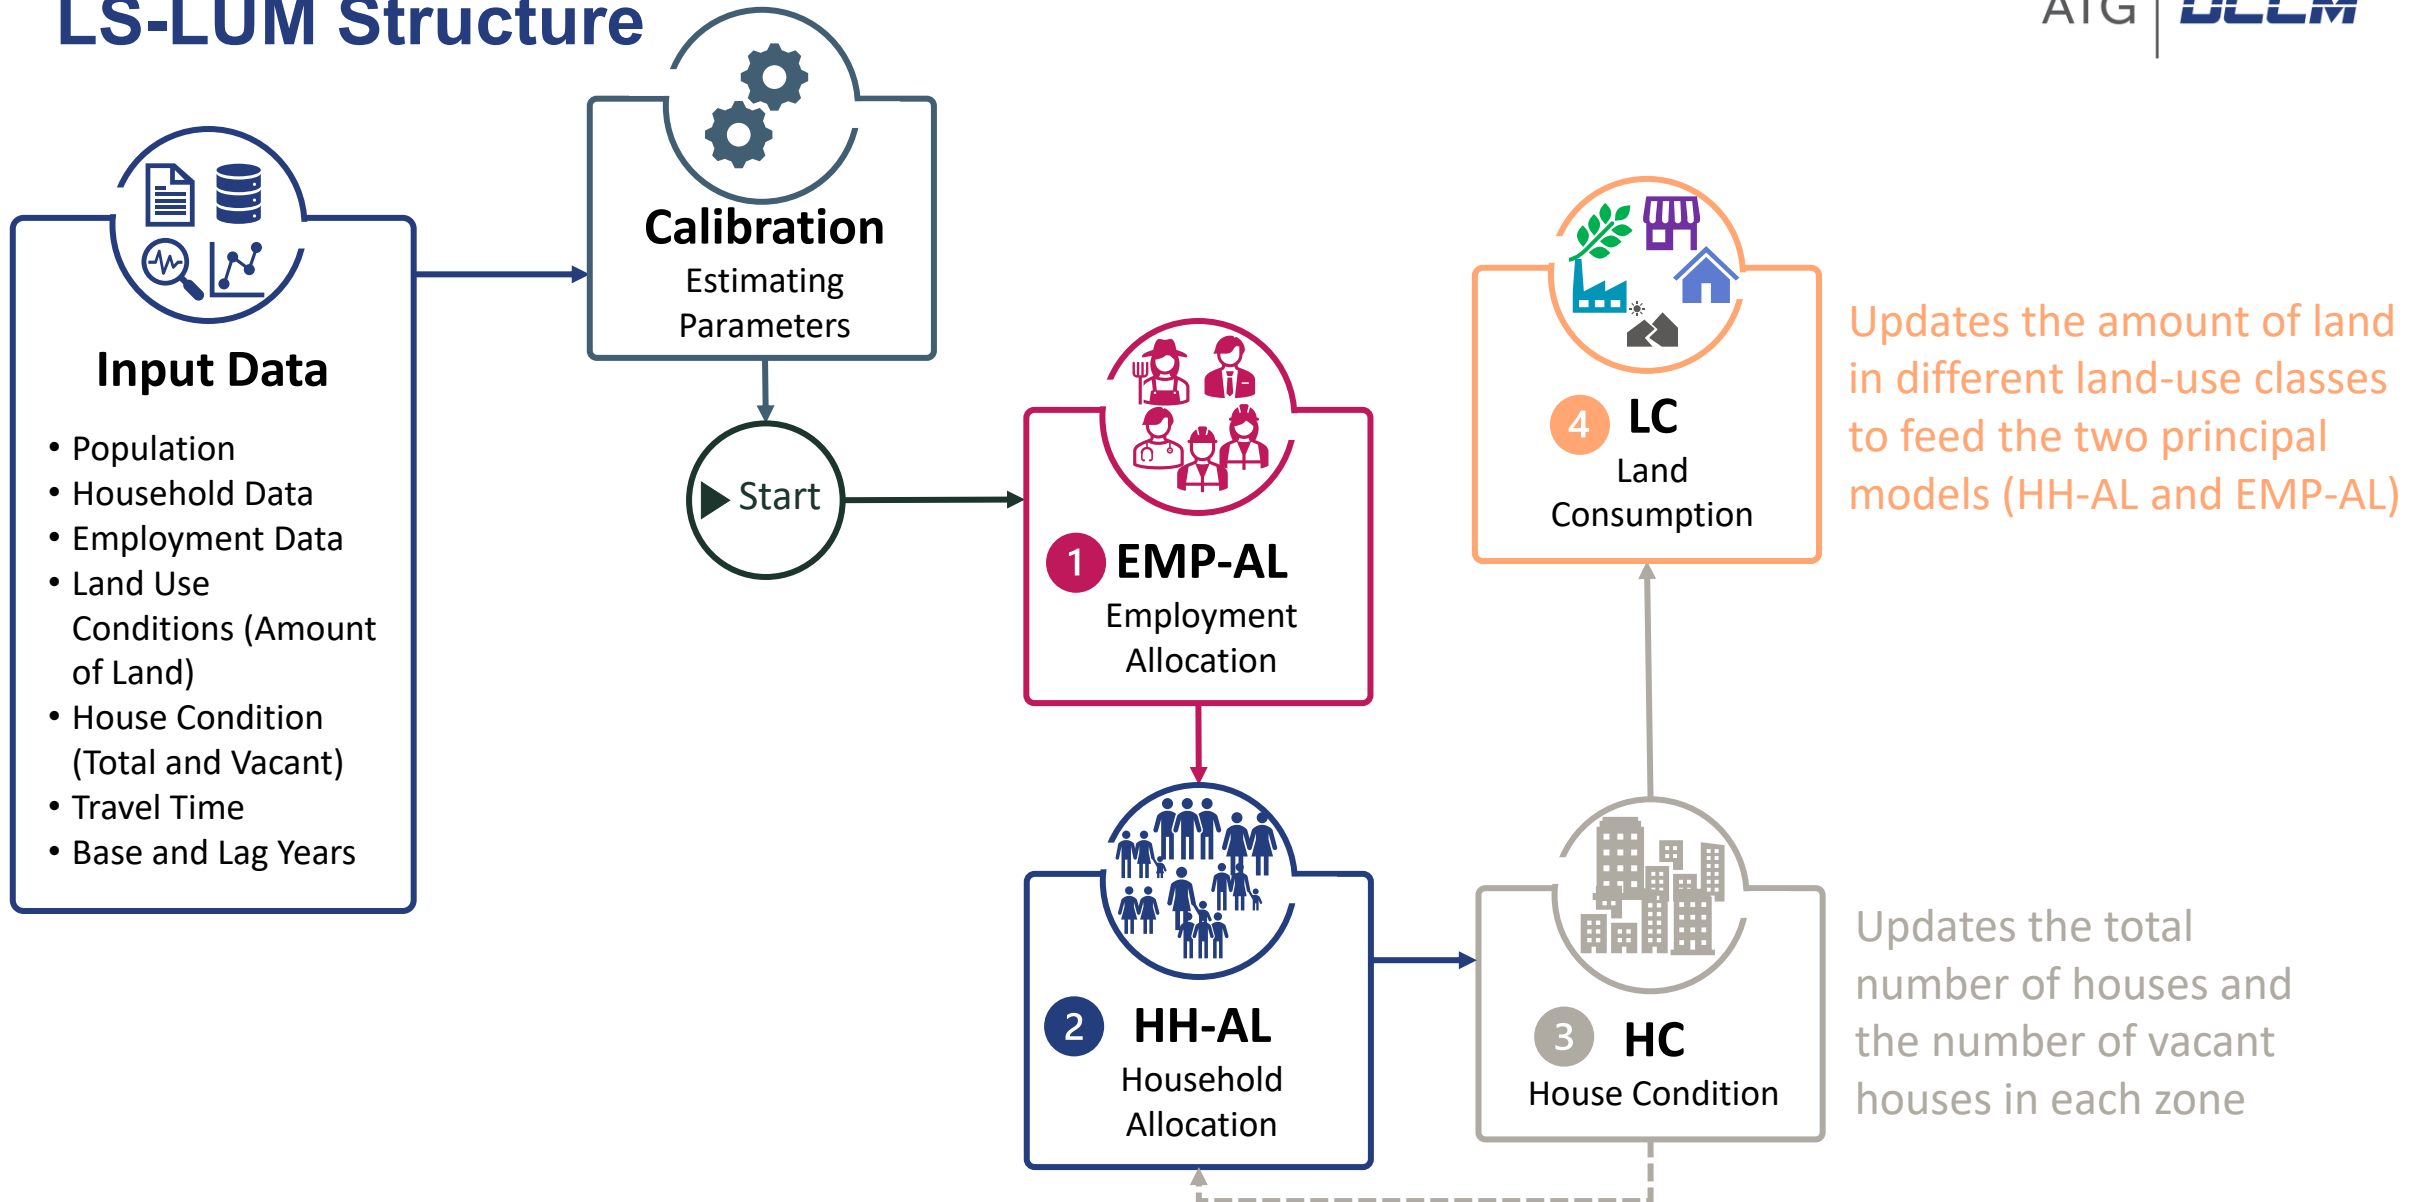 LS-LUM Structure
ATG
DCCM
Input Data
• Population
• Household Data
• Employment Data
• Land Use
Conditions (Amount
of Land)
• House Condition
(Total and Vacant)
• Travel Time
• Base and Lag Years
Calibration
Estimating
Parameters
Start
1 EMP-AL
Employment
Allocation
2 HH-AL
Household
Allocation
3 HC
House Condition
Updates the total
number of houses and
the number of vacant
houses in each zone
4 LC
Land
Consumption
Updates the amount of land
in different land-use classes
to feed the two principal
models (HH-AL and EMP-AL)